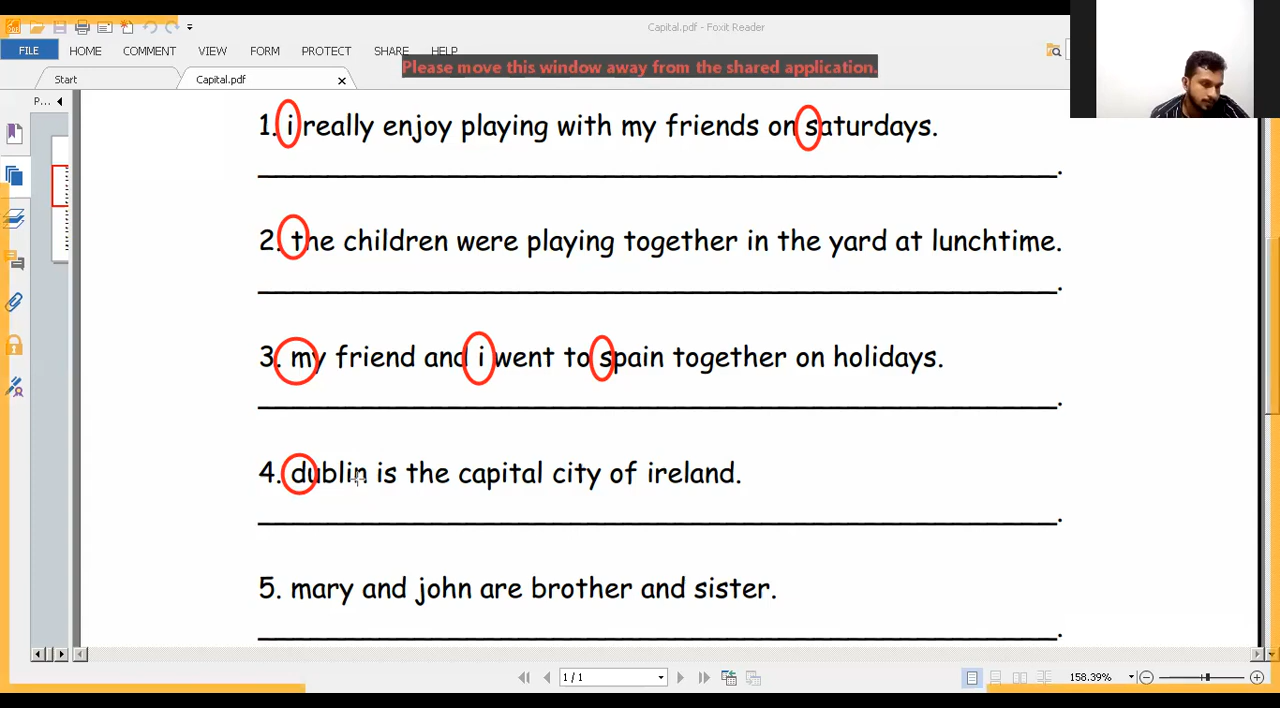 Capital.pdf - Foxit Reader
FILE HOME COMMENT VIEW FORM PROTECT SHARE HELP
Please move this window away from the shared application.
Start Capital.pdf
P...
1. i really enjoy playing with my friends on saturdays.
2. the children were playing together in the yard at lunchtime.
3. my friend and i went to spain together on holidays.
4. dublin is the capital city of ireland.
5. mary and john are brother and sister.
1 / 1
158.39%